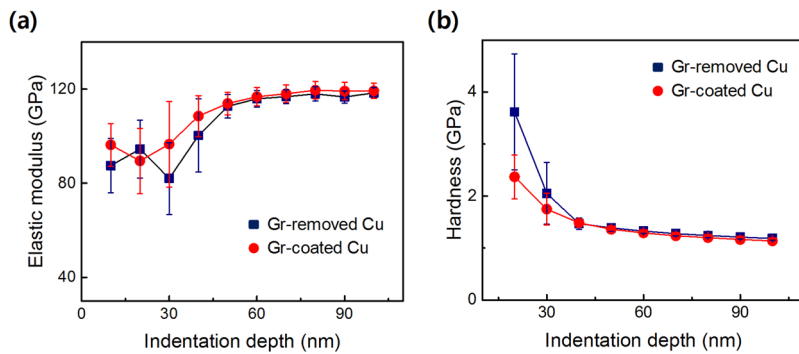 (a)
Elastic modulus (GPa)
120
80
40
0
30
60
90
Indentation depth (nm)
Gr-removed Cu
Gr-coated Cu
(b)
Hardness (GPa)
4
2
0
30
60
90
Indentation depth (nm)
Gr-removed Cu
Gr-coated Cu